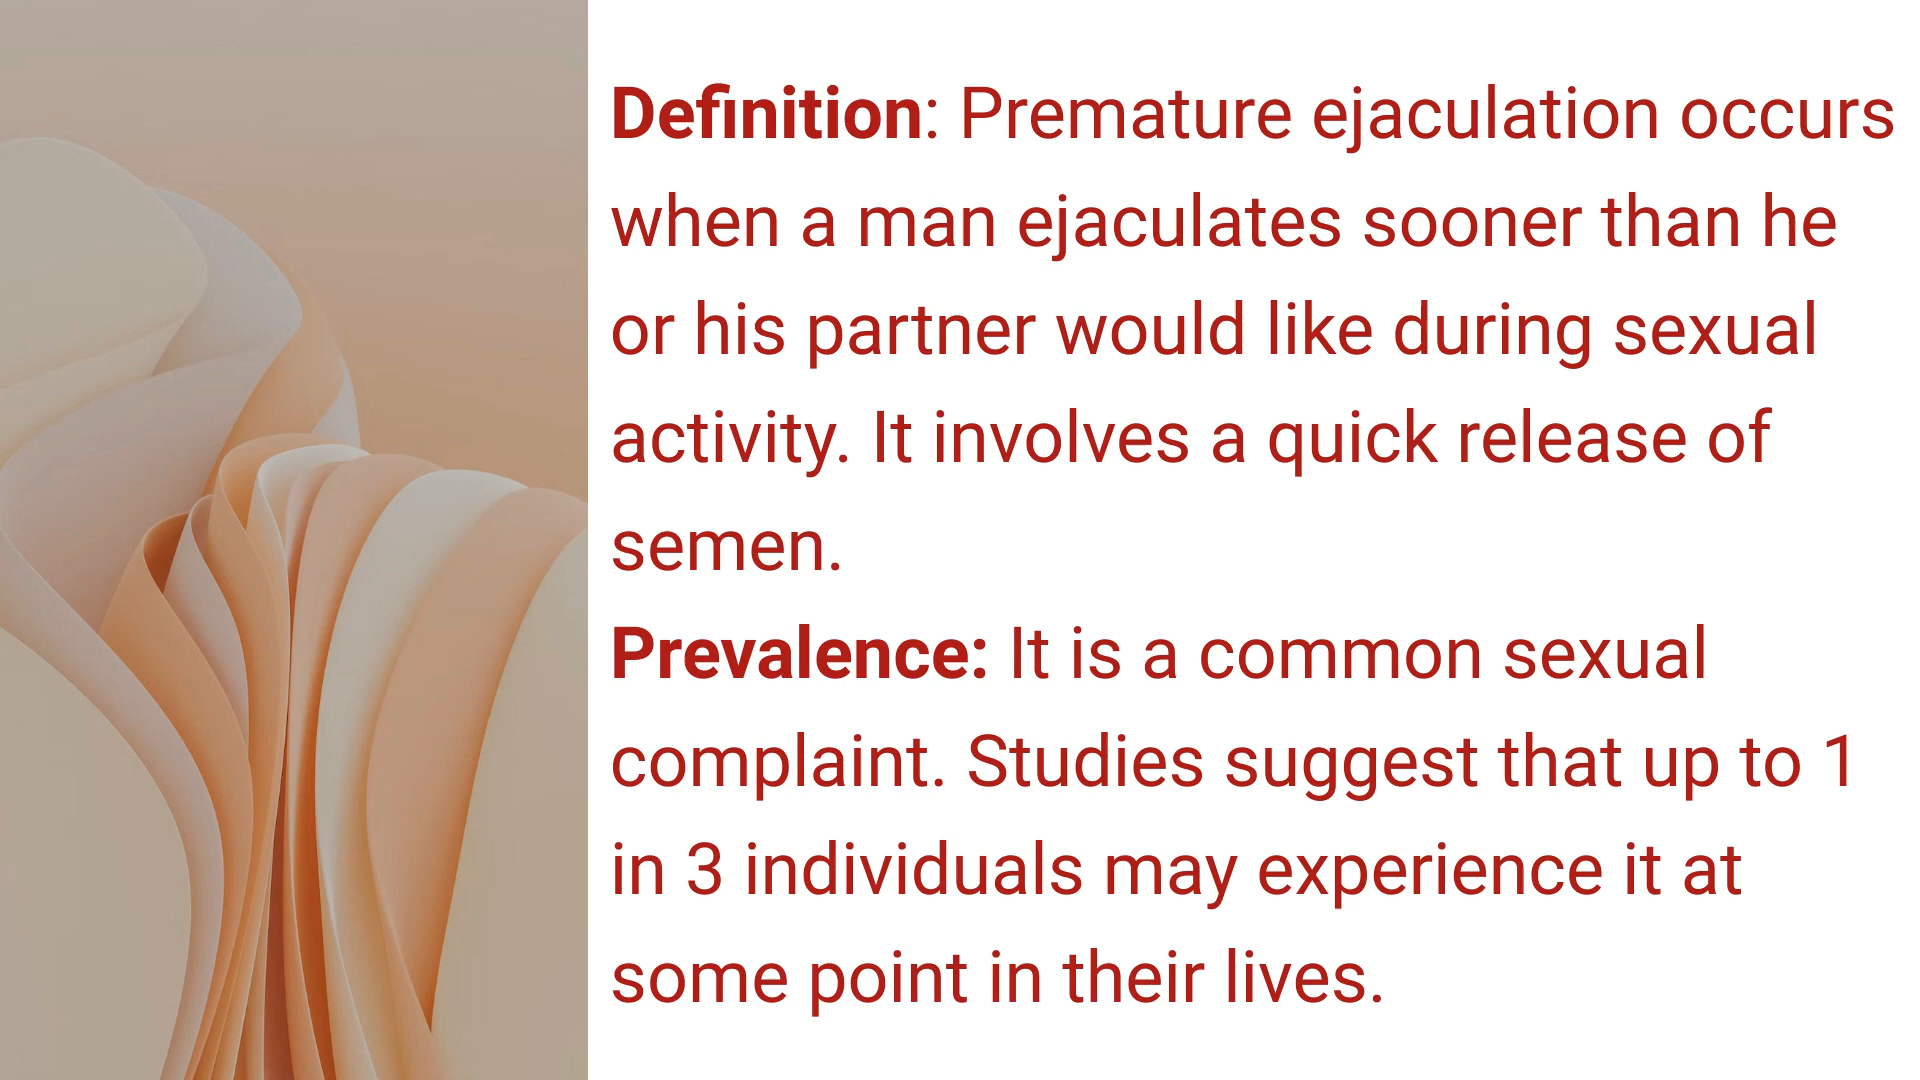 Definition: Premature ejaculation occurs
when a man ejaculates sooner than he
or his partner would like during sexual
activity. It involves a quick release of
semen.
Prevalence: It is a common sexual
complaint. Studies suggest that up to 1
in 3 individuals may experience it at
some point in their lives.